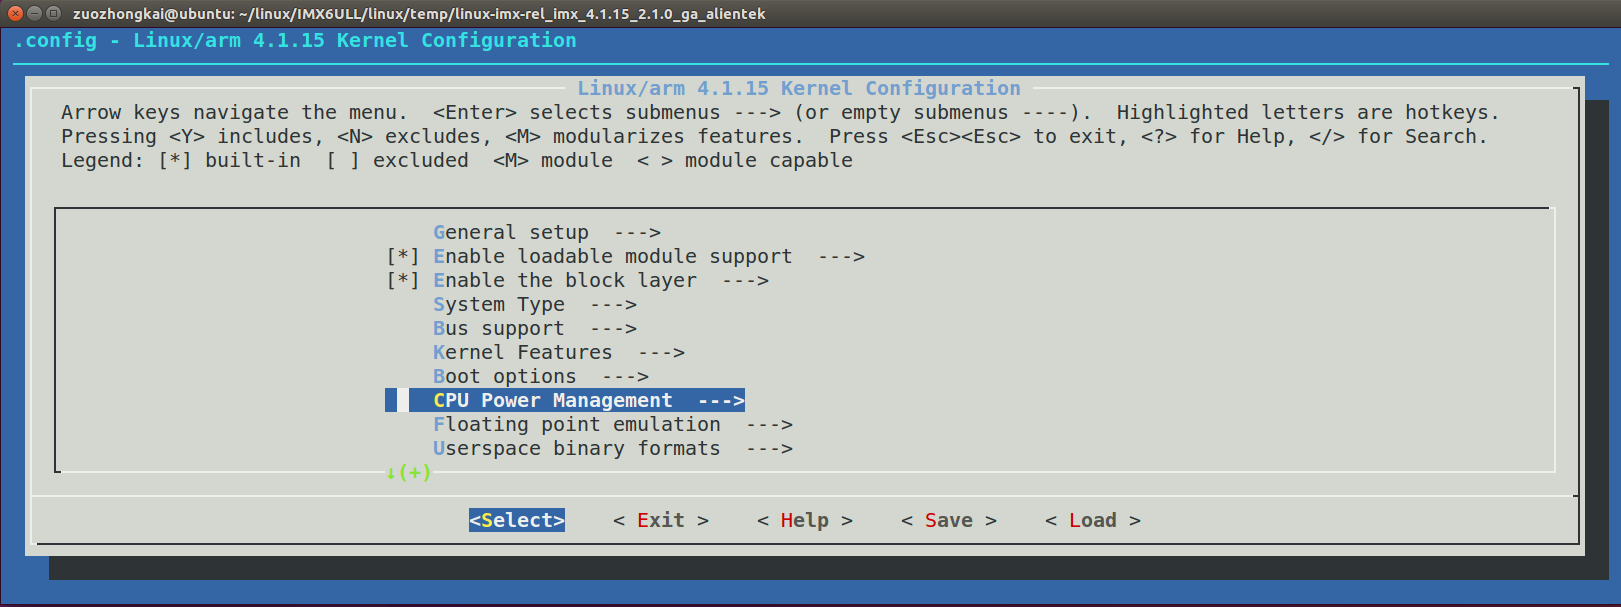 zuozhongkai@ubuntu: ~/linux/IMX6ULL/linux/temp/linux-imx-rel_imx_4.1.15_2.1.0_ga_alientek
.config - Linux/arm 4.1.15 Kernel Configuration
Linux/arm 4.1.15 Kernel Configuration
Arrow keys navigate the menu.  <Enter> selects submenus ---> (or empty submenus ----).  Highlighted letters are hotkeys.
Pressing <Y> includes, <N> excludes, <M> modularizes features.  Press <Esc><Esc> to exit, <?> for Help, </> for Search.
Legend: [*] built-in  [ ] excluded  <M> module  < > module capable
General setup  --->
[*] Enable loadable module support  --->
[*] Enable the block layer  --->
System Type  --->
Bus support  --->
Kernel Features  --->
Boot options  --->
CPU Power Management  --->
Floating point emulation  --->
Userspace binary formats  --->
↓(+)
<Select>    < Exit >    < Help >    < Save >    < Load >